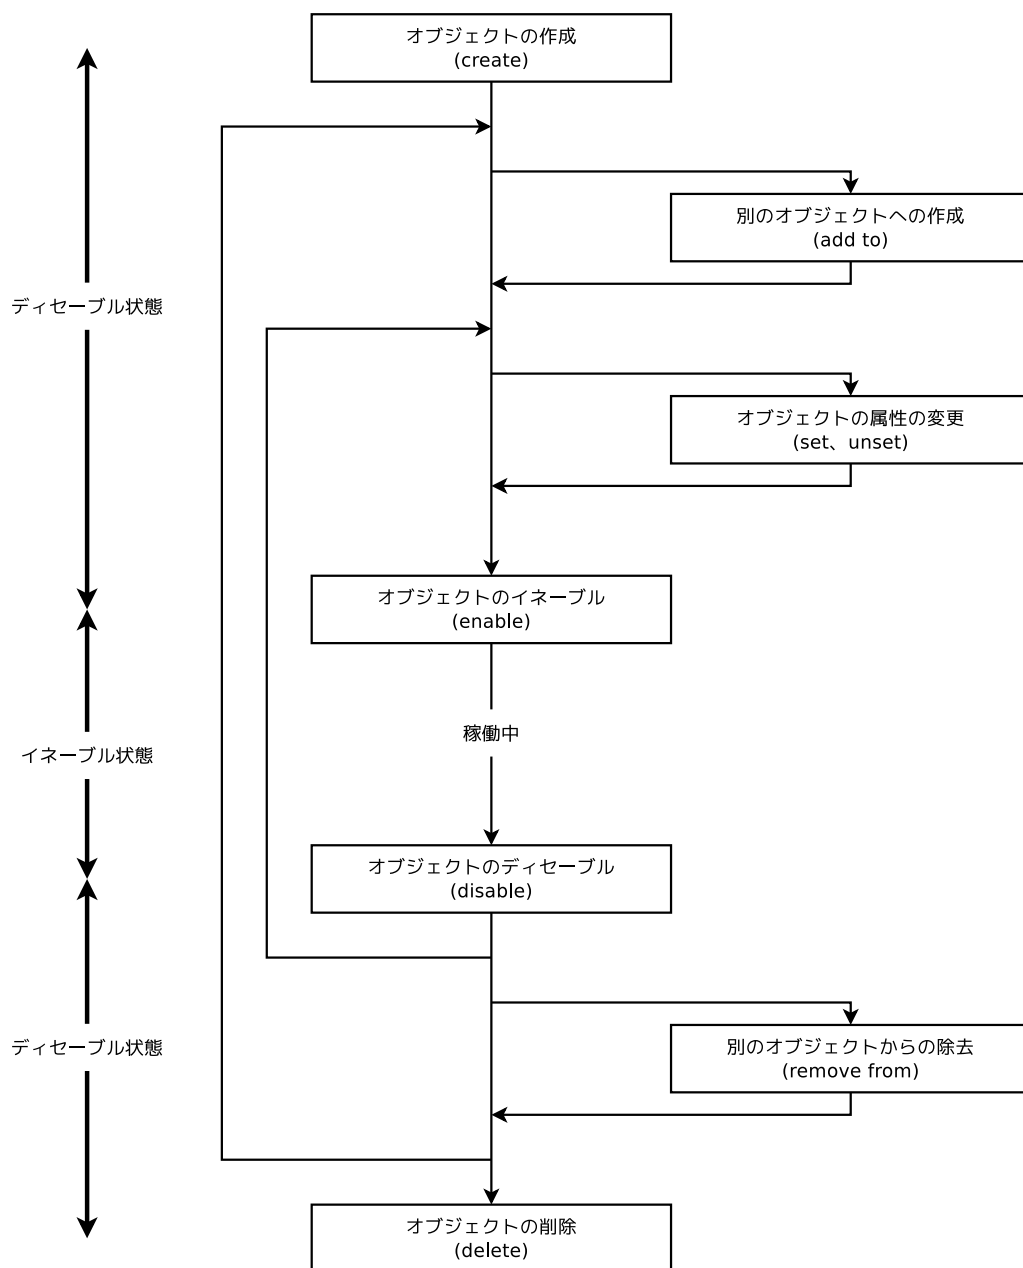 オブジェクトの作成
(create)
別のオブジェクトへの作成
(add to)
ディセーブル状態
オブジェクトの属性の変更
(set、unset)
オブジェクトのイネーブル
(enable)
稼働中
イネーブル状態
オブジェクトのディセーブル
(disable)
ディセーブル状態
別のオブジェクトからの除去
(remove from)
オブジェクトの削除
(delete)